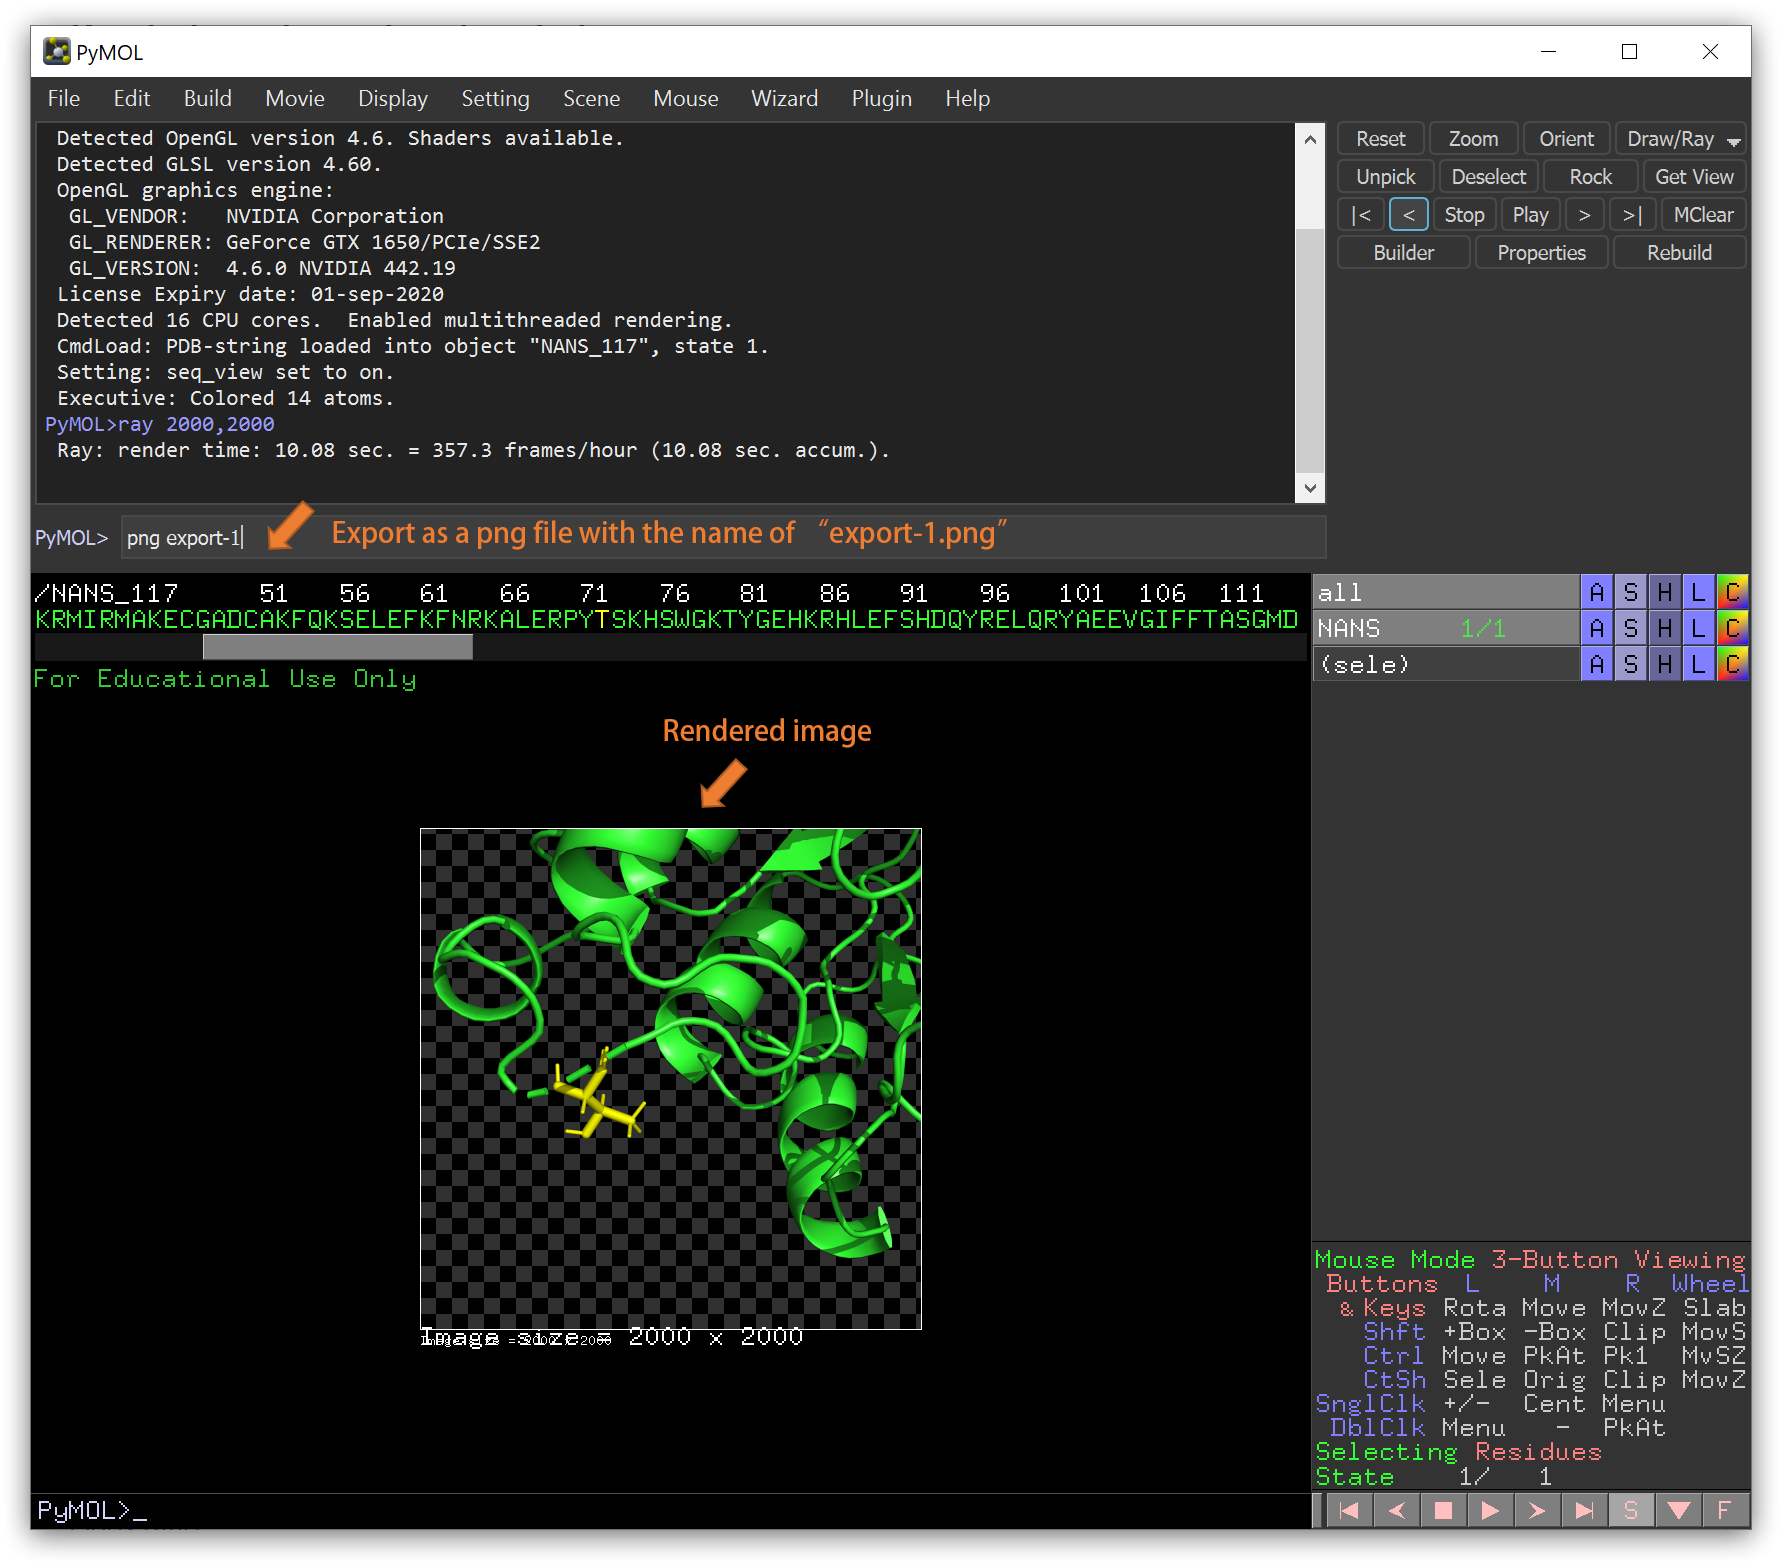 PyMOL
File Edit Build Movie Display Setting Scene Mouse Wizard Plugin Help
Detected OpenGL version 4.6. Shaders available.
Detected GLSL version 4.60.
OpenGL graphics engine:
GL_VENDOR: NVIDIA Corporation
GL_RENDERER: GeForce GTX 1650/PCIe/SSE2
GL_VERSION: 4.6.0 NVIDIA 442.19
License Expiry date: 01-sep-2020
Detected 16 CPU cores. Enabled multithreaded rendering.
CmdLoad: PDB-string loaded into object "NANS_117", state 1.
Setting: seq_view set to on.
Executive: Colored 14 atoms.
PyMOL>ray 2000,2000
Ray: render time: 10.08 sec. = 357.3 frames/hour (10.08 sec. accum.).
Reset Zoom Orient Draw/Ray
Unpick Deselect Rock Get View
|< < Stop Play > >| MClear
Builder Properties Rebuild
PyMOL> png export-1
Export as a png file with the name of “export-1.png”
/NANS_117 51 56 61 66 71 76 81 86 91 96 101 106 111
KRMIRMAKECGADCAKFQKSELEFKFNRKALERPYTSKHSWGKTYGEHKRHLEFSHDQYRELQRYAEEVGIFFTASGMD
For Educational Use Only
all A S H L C
NANS 1/1 A S H L C
(sele) A S H L C
Rendered image
Image size = 2000 x 2000
Image size = 2000 x 2000
Mouse Mode 3-Button Viewing
Buttons L M R Wheel
& Keys Rota Move MovZ Slab
Shft +Box -Box Clip MovS
Ctrl Move PkAt Pk1 MvSZ
CtSh Sele Orig Clip MovZ
SnglClk +/- Cent Menu
DblClk Menu - PkAt
Selecting Residues
State 1/ 1
PyMOL>_
S F